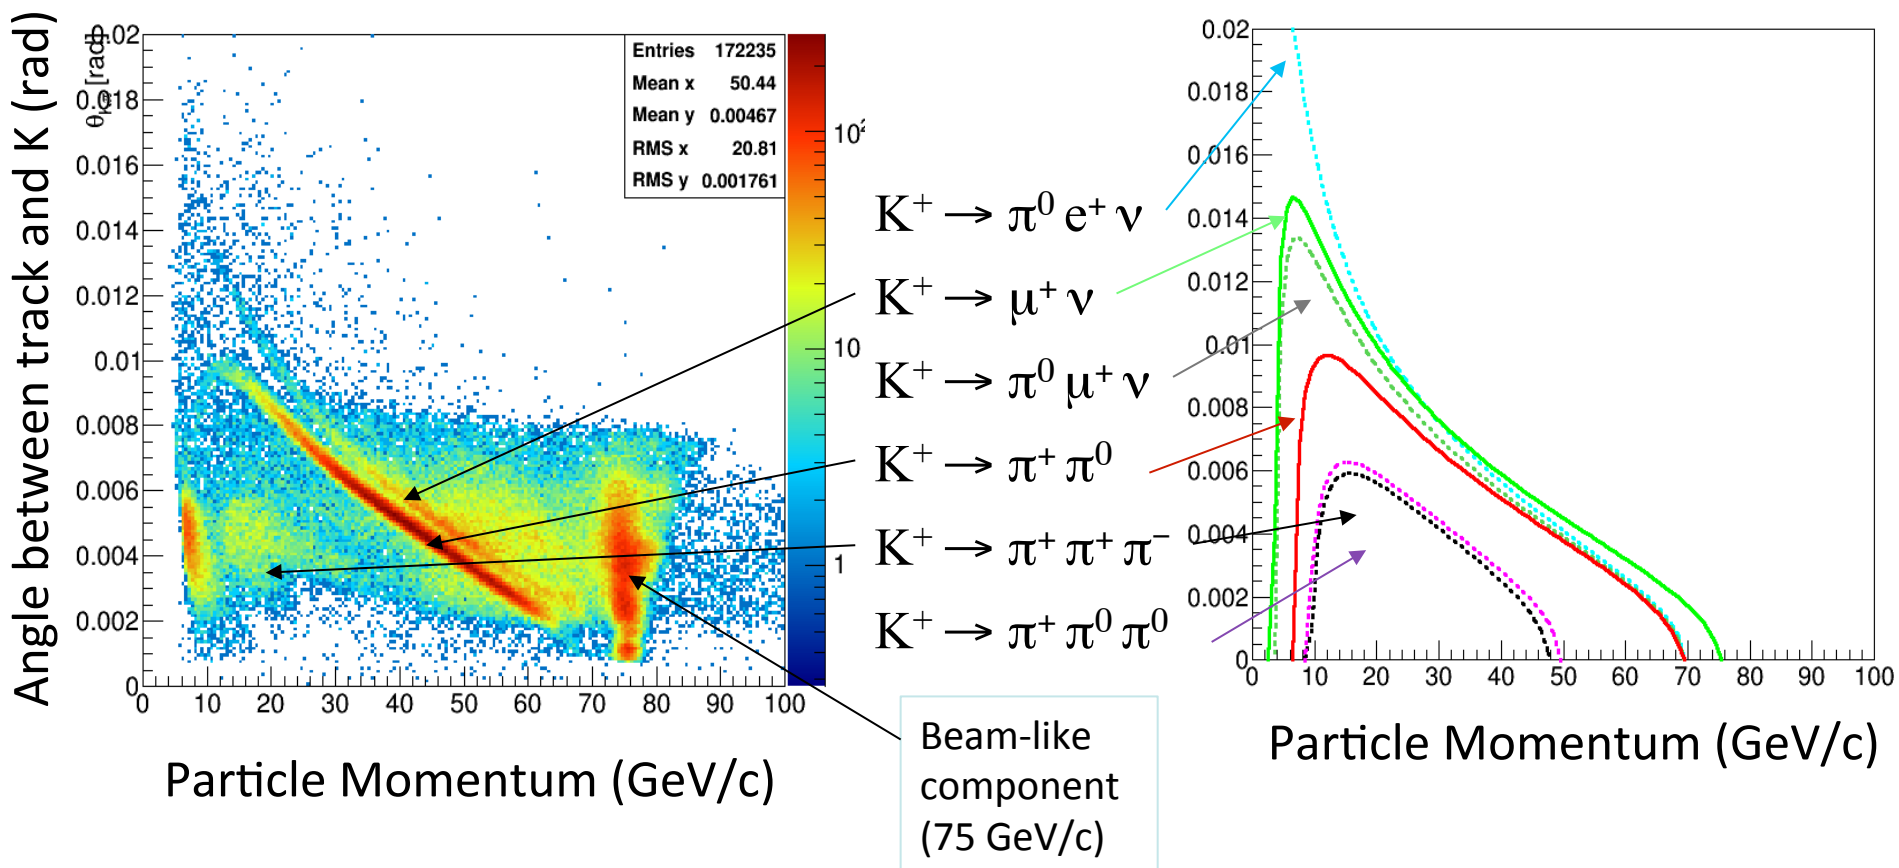 Angle between track and K (rad)
0.02
0.018
0.016
0.014
0.012
0.01
0.008
0.006
0.004
0.002
0
0 10 20 30 40 50 60 70 80 90 100
Particle Momentum (GeV/c)
Entries 172235
Mean x 50.44
Mean y 0.00467
RMS x 20.81
RMS y 0.001761
10²
10
1
K⁺ → π⁰ e⁺ ν
K⁺ → μ⁺ ν
K⁺ → π⁰ μ⁺ ν
K⁺ → π⁺ π⁰
K⁺ → π⁺ π⁺ π⁻
K⁺ → π⁺ π⁰ π⁰
Beam-like
component
(75 GeV/c)
0.02
0.018
0.016
0.014
0.012
0.01
0.008
0.006
0.004
0.002
0
0 10 20 30 40 50 60 70 80 90 100
Particle Momentum (GeV/c)